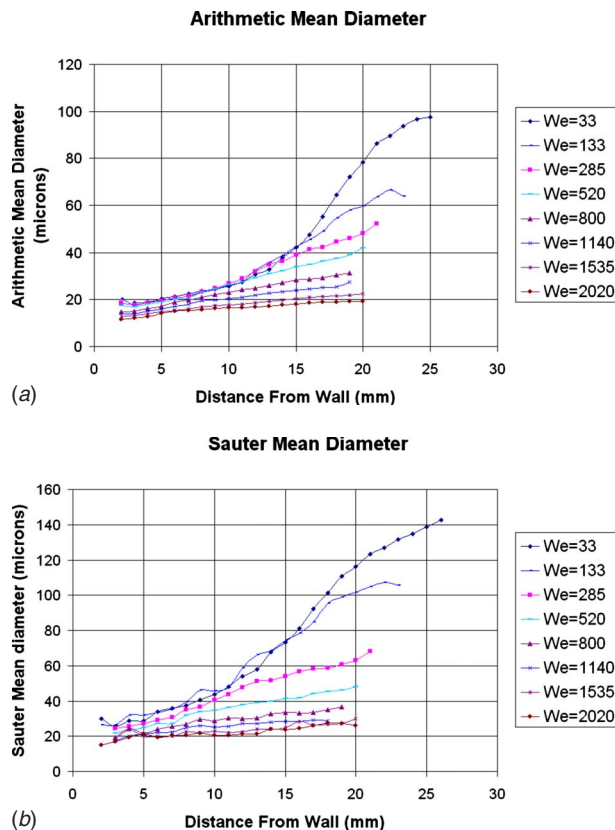 Arithmetic Mean Diameter
Arithmetic Mean Diameter
(microns)
120
100
80
60
40
20
0
0 5 10 15 20 25 30
Distance From Wall (mm)
We=33
We=133
We=285
We=520
We=800
We=1140
We=1535
We=2020
(a)
Sauter Mean Diameter
Sauter Mean diameter (microns)
160
140
120
100
80
60
40
20
0
0 5 10 15 20 25 30
Distance From Wall (mm)
We=33
We=133
We=285
We=520
We=800
We=1140
We=1535
We=2020
(b)